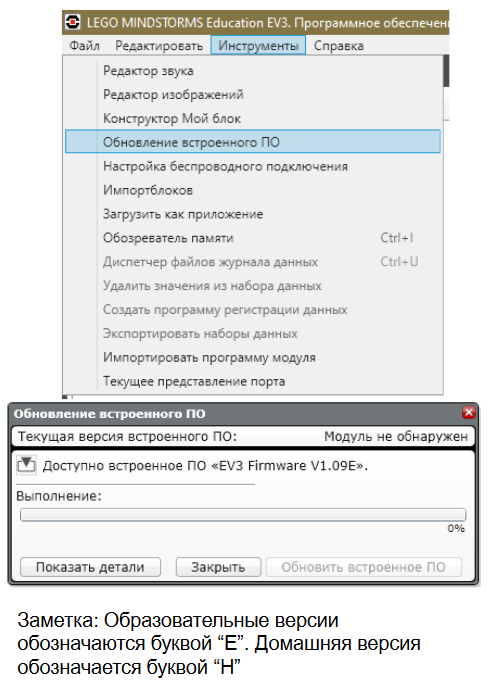 LEGO MINDSTORMS Education EV3. Программное обеспечен
Файл Редактировать Инструменты Справка
Редактор звука
Редактор изображений
Конструктор Мой блок
Обновление встроенного ПО
Настройка беспроводного подключения
Импортблоков
Загрузить как приложение
Обозреватель памяти Ctrl+I
Диспетчер файлов журнала данных Ctrl+U
Удалить значения из набора данных
Создать программу регистрации данных
Экспортировать наборы данных
Импортировать программу модуля
Текущее представление порта
Обновление встроенного ПО
Текущая версия встроенного ПО: Модуль не обнаружен
Доступно встроенное ПО «EV3 Firmware V1.09E».
Выполнение:
0%
Показать детали Закрыть Обновить встроенное ПО
Заметка: Образовательные версии
обозначаются буквой “E”. Домашняя версия
обозначается буквой “H”